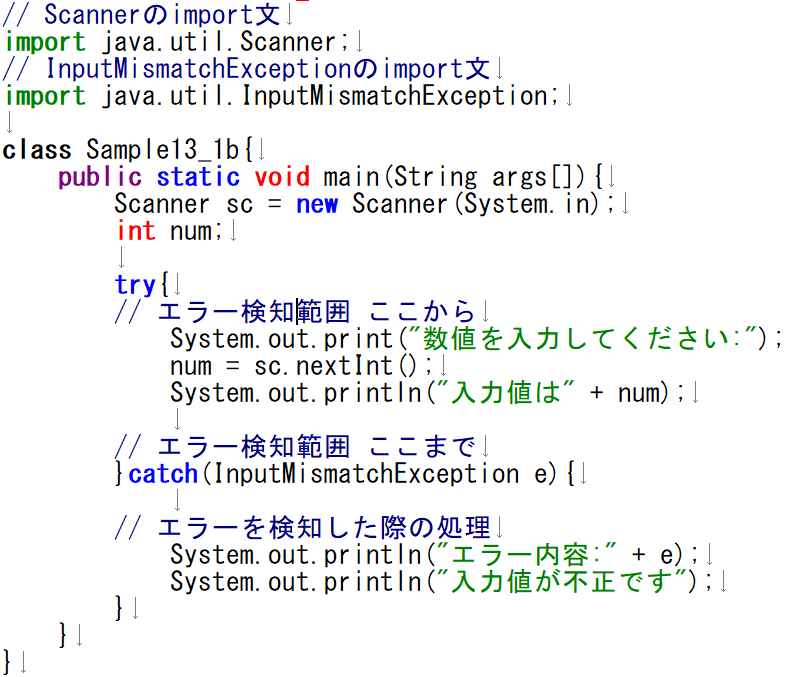 // Scannerのimport文↓
import java.util.Scanner;↓
// InputMismatchExceptionのimport文↓
import java.util.InputMismatchException;↓
↓
class Sample13_1b{↓
    public static void main(String args[]){↓
        Scanner sc = new Scanner(System.in);↓
        int num;↓
        ↓
        try{↓
        // エラー検知範囲 ここから↓
            System.out.print("数値を入力してください:");
            num = sc.nextInt();↓
            System.out.println("入力値は" + num);↓
            ↓
        // エラー検知範囲 ここまで↓
        }catch(InputMismatchException e){↓
            ↓
        // エラーを検知した際の処理↓
            System.out.println("エラー内容:" + e);↓
            System.out.println("入力値が不正です");↓
        }↓
    }↓
}↓